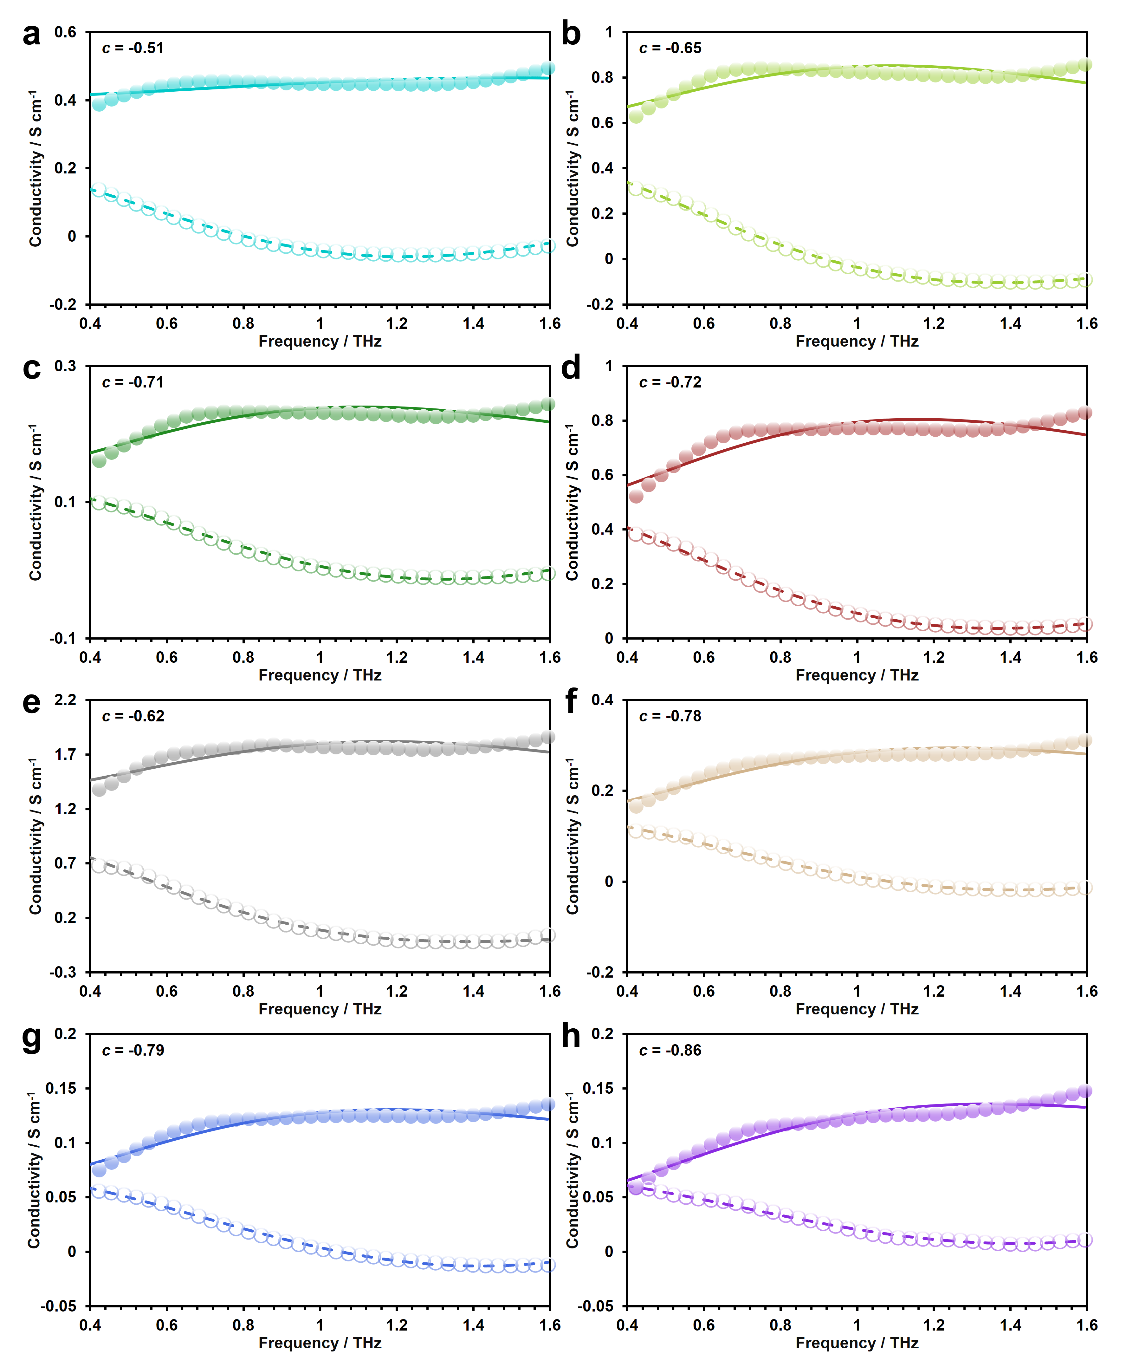 a
c = -0.51
0.6
0.4
0.2
0
-0.2
Conductivity / S cm-1
0.4 0.6 0.8 1 1.2 1.4 1.6
Frequency / THz
b
c = -0.65
1
0.8
0.6
0.4
0.2
0
-0.2
Conductivity / S cm-1
0.4 0.6 0.8 1 1.2 1.4 1.6
Frequency / THz
c
c = -0.71
0.3
0.1
-0.1
Conductivity / S cm-1
0.4 0.6 0.8 1 1.2 1.4 1.6
Frequency / THz
d
c = -0.72
1
0.8
0.6
0.4
0.2
0
Conductivity / S cm-1
0.4 0.6 0.8 1 1.2 1.4 1.6
Frequency / THz
e
c = -0.62
2.2
1.7
1.2
0.7
0.2
-0.3
Conductivity / S cm-1
0.4 0.6 0.8 1 1.2 1.4 1.6
Frequency / THz
f
c = -0.78
0.4
0.2
0
-0.2
Conductivity / S cm-1
0.4 0.6 0.8 1 1.2 1.4 1.6
Frequency / THz
g
c = -0.79
0.2
0.15
0.1
0.05
0
-0.05
Conductivity / S cm-1
0.4 0.6 0.8 1 1.2 1.4 1.6
Frequency / THz
h
c = -0.86
0.2
0.15
0.1
0.05
0
-0.05
Conductivity / S cm-1
0.4 0.6 0.8 1 1.2 1.4 1.6
Frequency / THz